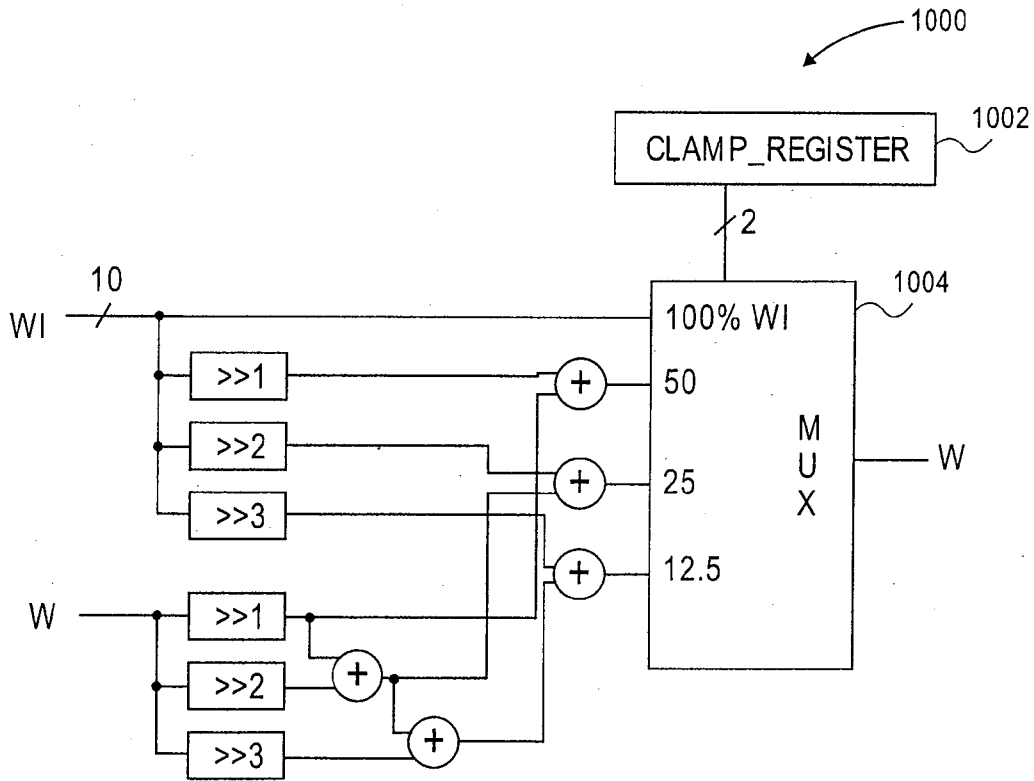 1000
1002
CLAMP_REGISTER
2
10
1004
WI
100% WI
>>1
+
50
>>2
+
25
M
U
X
W
>>3
+
12.5
W
>>1
>>2
+
>>3
+